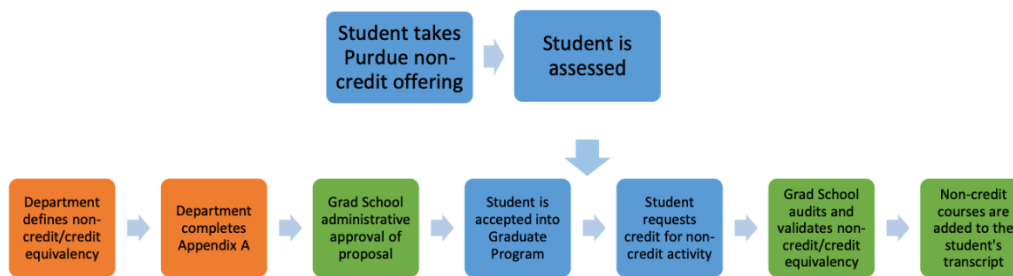 Student takes
Purdue non-
credit offering
Student is
assessed
Department
defines non-
credit/credit
equivalency
Department
completes
Appendix A
Grad School
administrative
approval of
proposal
Student is
accepted into
Graduate
Program
Student
requests
credit for non-
credit activity
Grad School
audits and
validates non-
credit/credit
equivalency
Non-credit
courses are
added to the
student's
transcript